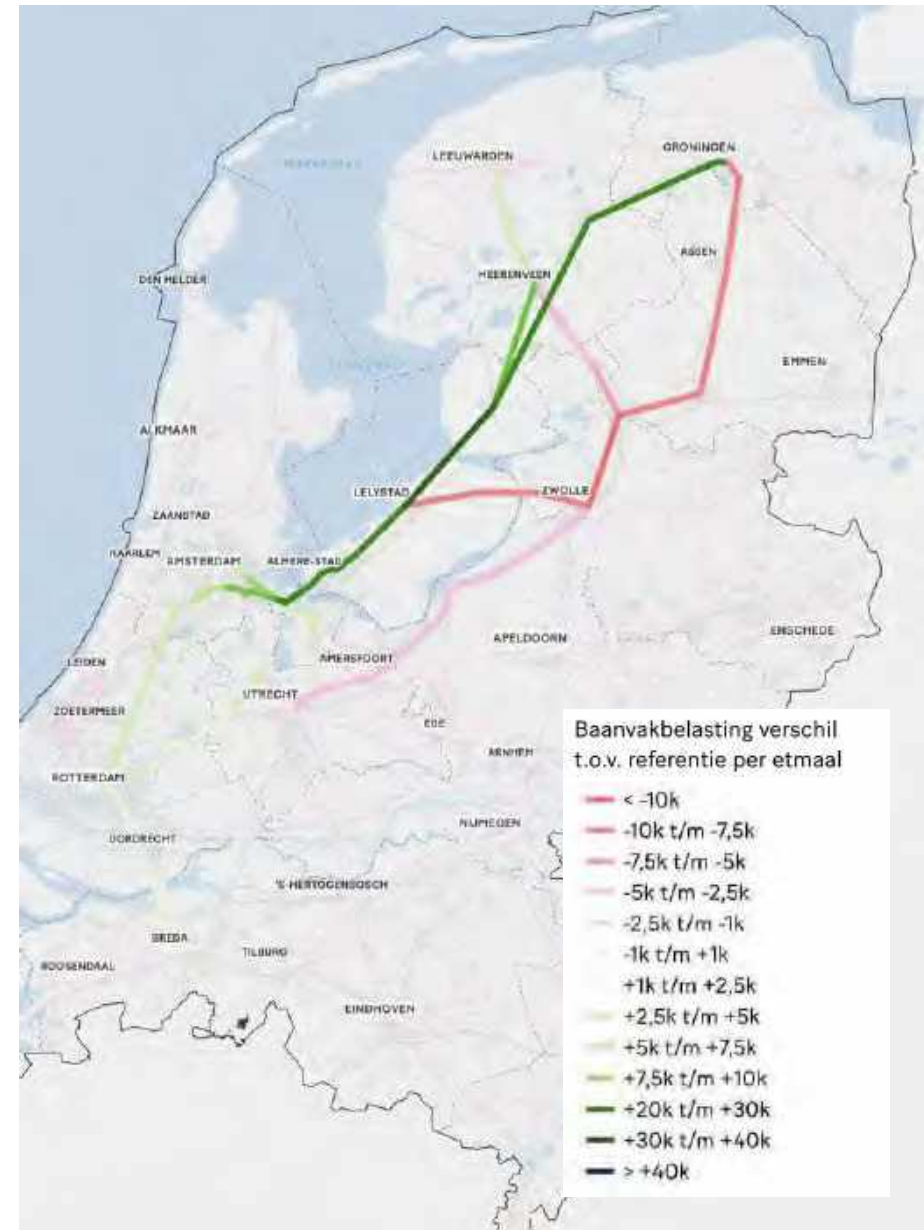 GRONINGEN
LEEUWARDEN
ASSEN
DEN HELDER
HEERENVEEN
EMMEN
ALKMAAR
LELYSTAD
ZWOLLE
ZAANSTAD
HAARLEM
AMSTERDAM
ALMERE-STAD
APELDOORN
ENSCHEDE
LEIDEN
AMERSFOORT
UTRECHT
ZOETERMEER
EDE
ARNHEM
ROTTERDAM
NIJMEGEN
DORDRECHT
'S-HERTOGENBOSCH
BREDA
TILBURG
ROOSENDAAL
EINDHOVEN
Baanvakbelasting verschil
t.o.v. referentie per etmaal
< -10k
-10k t/m -7,5k
-7,5k t/m -5k
-5k t/m -2,5k
-2,5k t/m -1k
-1k t/m +1k
+1k t/m +2,5k
+2,5k t/m +5k
+5k t/m +7,5k
+7,5k t/m +10k
+20k t/m +30k
+30k t/m +40k
> +40k